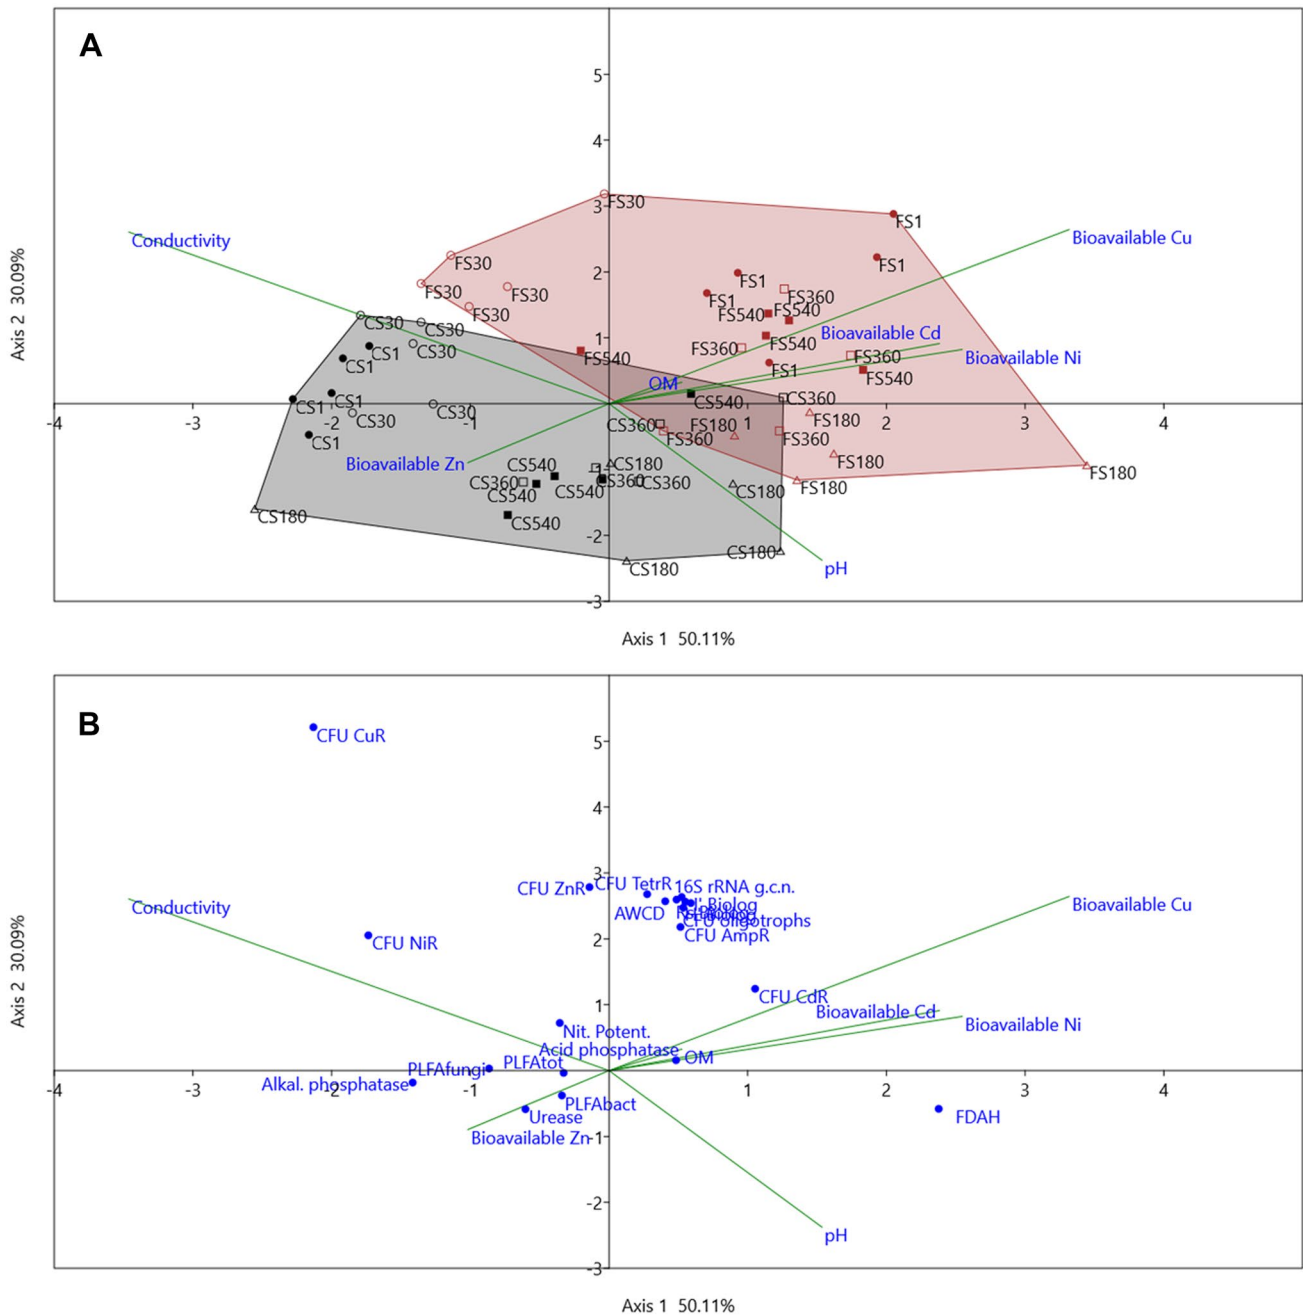 A
5
4
3
2
1
-1
-2
-3
-4
-3
-2
-1
1
2
3
4
Axis 2 30.09%
Conductivity
Bioavailable Cu
Bioavailable Cd
Bioavailable Ni
OM
Bioavailable Zn
pH
FS30
FS1
FS30
FS1
FS30
FS30
FS1
FS30
FS1
FS360
FS540
FS540
CS30
CS30
CS30
FS540
FS360
FS360
FS540
FS1
FS540
CS1
CS1
CS1
CS1
CS30
CS30
CS1
CS540
CS360
CS360
FS360
FS180
FS180
FS360
FS180
FS180
FS180
CS540
CS180
CS360
CS540
CS540
CS360
CS360
CS180
CS540
CS180
CS180
CS180
Axis 1 50.11%
B
5
4
3
2
1
-1
-2
-3
-4
-3
-2
-1
1
2
3
4
Axis 2 30.09%
CFU CuR
CFU ZnR
CFU TetrR
16S rRNA g.c.n.
AWCD
CFU oligotrophs
CFU AmpR
Conductivity
Bioavailable Cu
CFU NiR
CFU CdR
Bioavailable Cd
Bioavailable Ni
Nit. Potent.
Acid phosphatase
OM
PLFAtot
PLFAfungi
Alkal. phosphatase
PLFAbact
Urease
Bioavailable Zn
FDAH
pH
Axis 1 50.11%